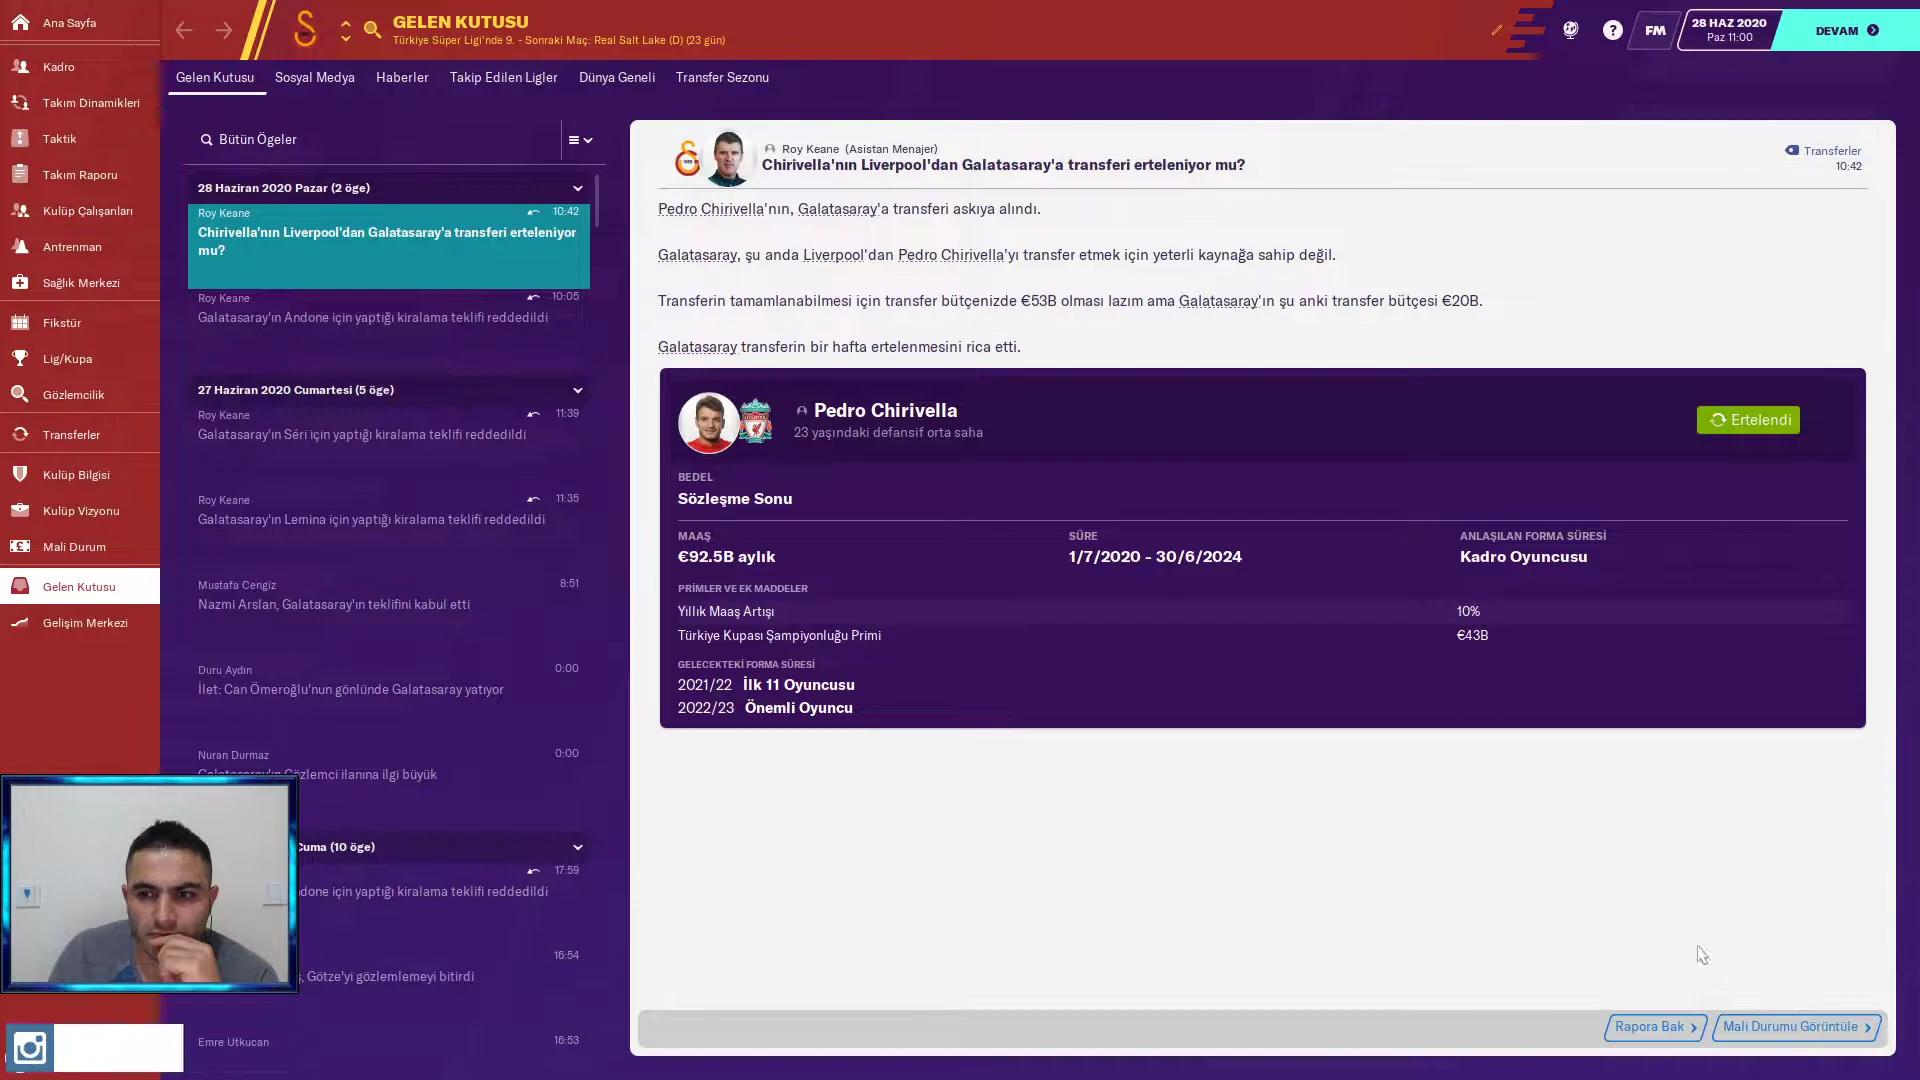 Ana Sayfa
Kadro
Takım Dinamikleri
Taktik
Takım Raporu
Kulüp Çalışanları
Antrenman
Sağlık Merkezi
Fikstür
Lig/Kupa
Gözlemcilik
Transferler
Kulüp Bilgisi
Kulüp Vizyonu
Mali Durum
Gelen Kutusu
Gelişim Merkezi
GELEN KUTUSU
Türkiye Süper Ligi'nde 9. - Sonraki Maç: Real Salt Lake (D) (23 gün)
FM
28 HAZ 2020
Paz 11:00
DEVAM
Gelen Kutusu
Sosyal Medya
Haberler
Takip Edilen Ligler
Dünya Geneli
Transfer Sezonu
Bütün Ögeler
28 Haziran 2020 Pazar (2 öge)
Roy Keane 10:42
Chirivella'nın Liverpool'dan Galatasaray'a transferi erteleniyor
mu?
Roy Keane 10:05
Galatasaray'ın Andone için yaptığı kiralama teklifi reddedildi
27 Haziran 2020 Cumartesi (5 öge)
Roy Keane 11:39
Galatasaray'ın Séri için yaptığı kiralama teklifi reddedildi
Roy Keane 11:35
Galatasaray'ın Lemina için yaptığı kiralama teklifi reddedildi
Mustafa Cengiz 8:51
Nazmi Arslan, Galatasaray'ın teklifini kabul etti
Duru Aydın 0:00
İlet: Can Ömeroğlu'nun gönlünde Galatasaray yatıyor
Nuran Durmaz 0:00
Galatasaray'ın Gözlemci ilanına ilgi büyük
Cuma (10 öge)
17:59
done için yaptığı kiralama teklifi reddedildi
16:54
, Götze'yi gözlemlemeyi bitirdi
Emre Utkucan 16:53
Roy Keane (Asistan Menajer)
Chirivella'nın Liverpool'dan Galatasaray'a transferi erteleniyor mu?
Transferler
10:42
Pedro Chirivella'nın, Galatasaray'a transferi askıya alındı.
Galatasaray, şu anda Liverpool'dan Pedro Chirivella'yı transfer etmek için yeterli kaynağa sahip değil.
Transferin tamamlanabilmesi için transfer bütçenizde €53B olması lazım ama Galatasaray'ın şu anki transfer bütçesi €20B.
Galatasaray transferin bir hafta ertelenmesini rica etti.
Pedro Chirivella
23 yaşındaki defansif orta saha
Ertelendi
BEDEL
Sözleşme Sonu
MAAŞ
€92.5B aylık
SÜRE
1/7/2020 - 30/6/2024
ANLAŞILAN FORMA SÜRESİ
Kadro Oyuncusu
PRİMLER VE EK MADDELER
Yıllık Maaş Artışı 10%
Türkiye Kupası Şampiyonluğu Primi €43B
GELECEKTEKİ FORMA SÜRESİ
2021/22 İlk 11 Oyuncusu
2022/23 Önemli Oyuncu
Rapora Bak
Mali Durumu Görüntüle